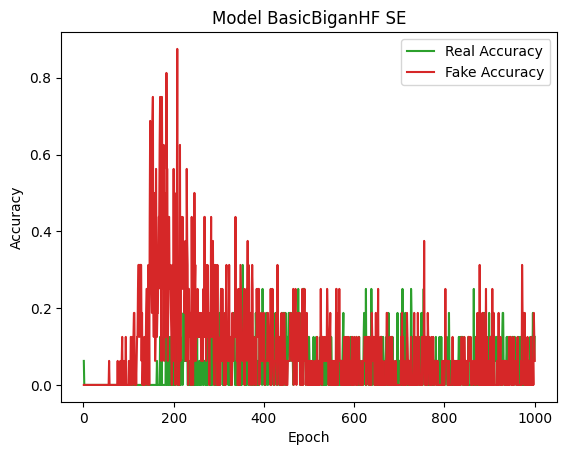 Model BasicBiganHF SE
Real Accuracy
Fake Accuracy
Accuracy
0.8
0.6
0.4
0.2
0.0
0 200 400 600 800 1000
Epoch